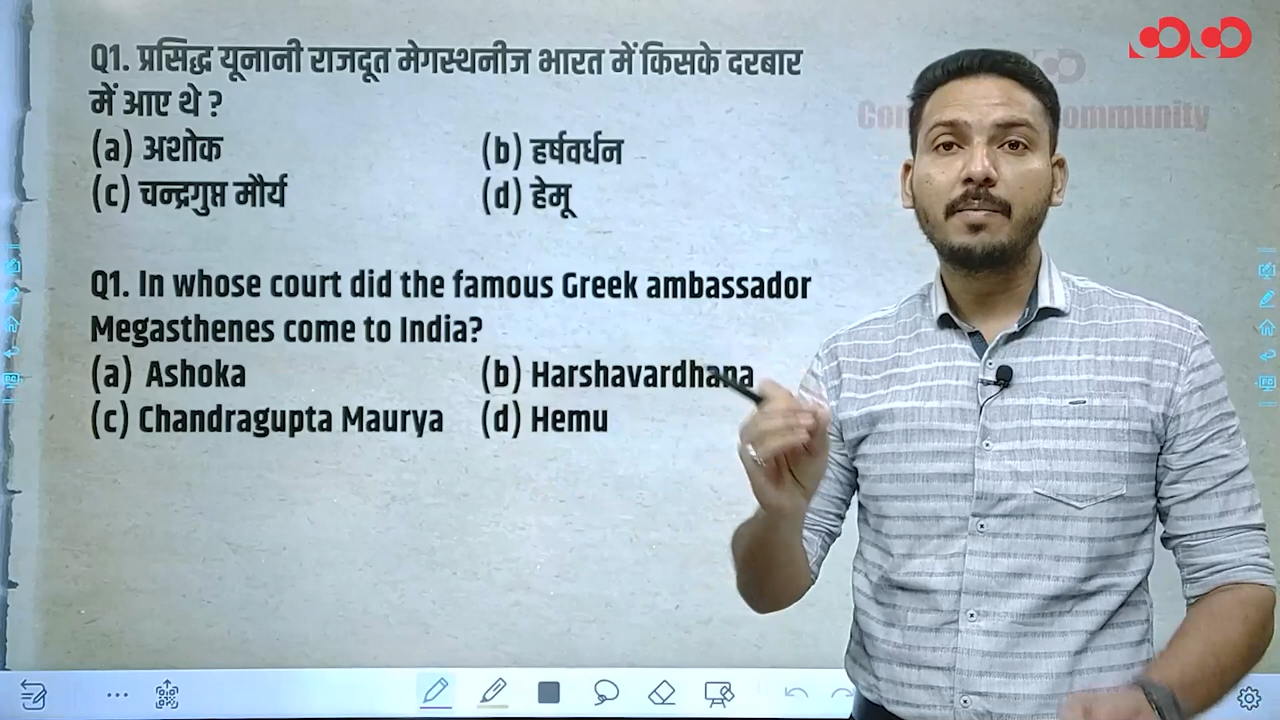 Q1. प्रसिद्ध यूनानी राजदूत मेगस्थनीज भारत में किसके दरबार
में आए थे ?
(a) अशोक (b) हर्षवर्धन
(c) चन्द्रगुप्त मौर्य (d) हेमू
Q1. In whose court did the famous Greek ambassador
Megasthenes come to India?
(a) Ashoka (b) Harshavardhana
(c) Chandragupta Maurya (d) Hemu